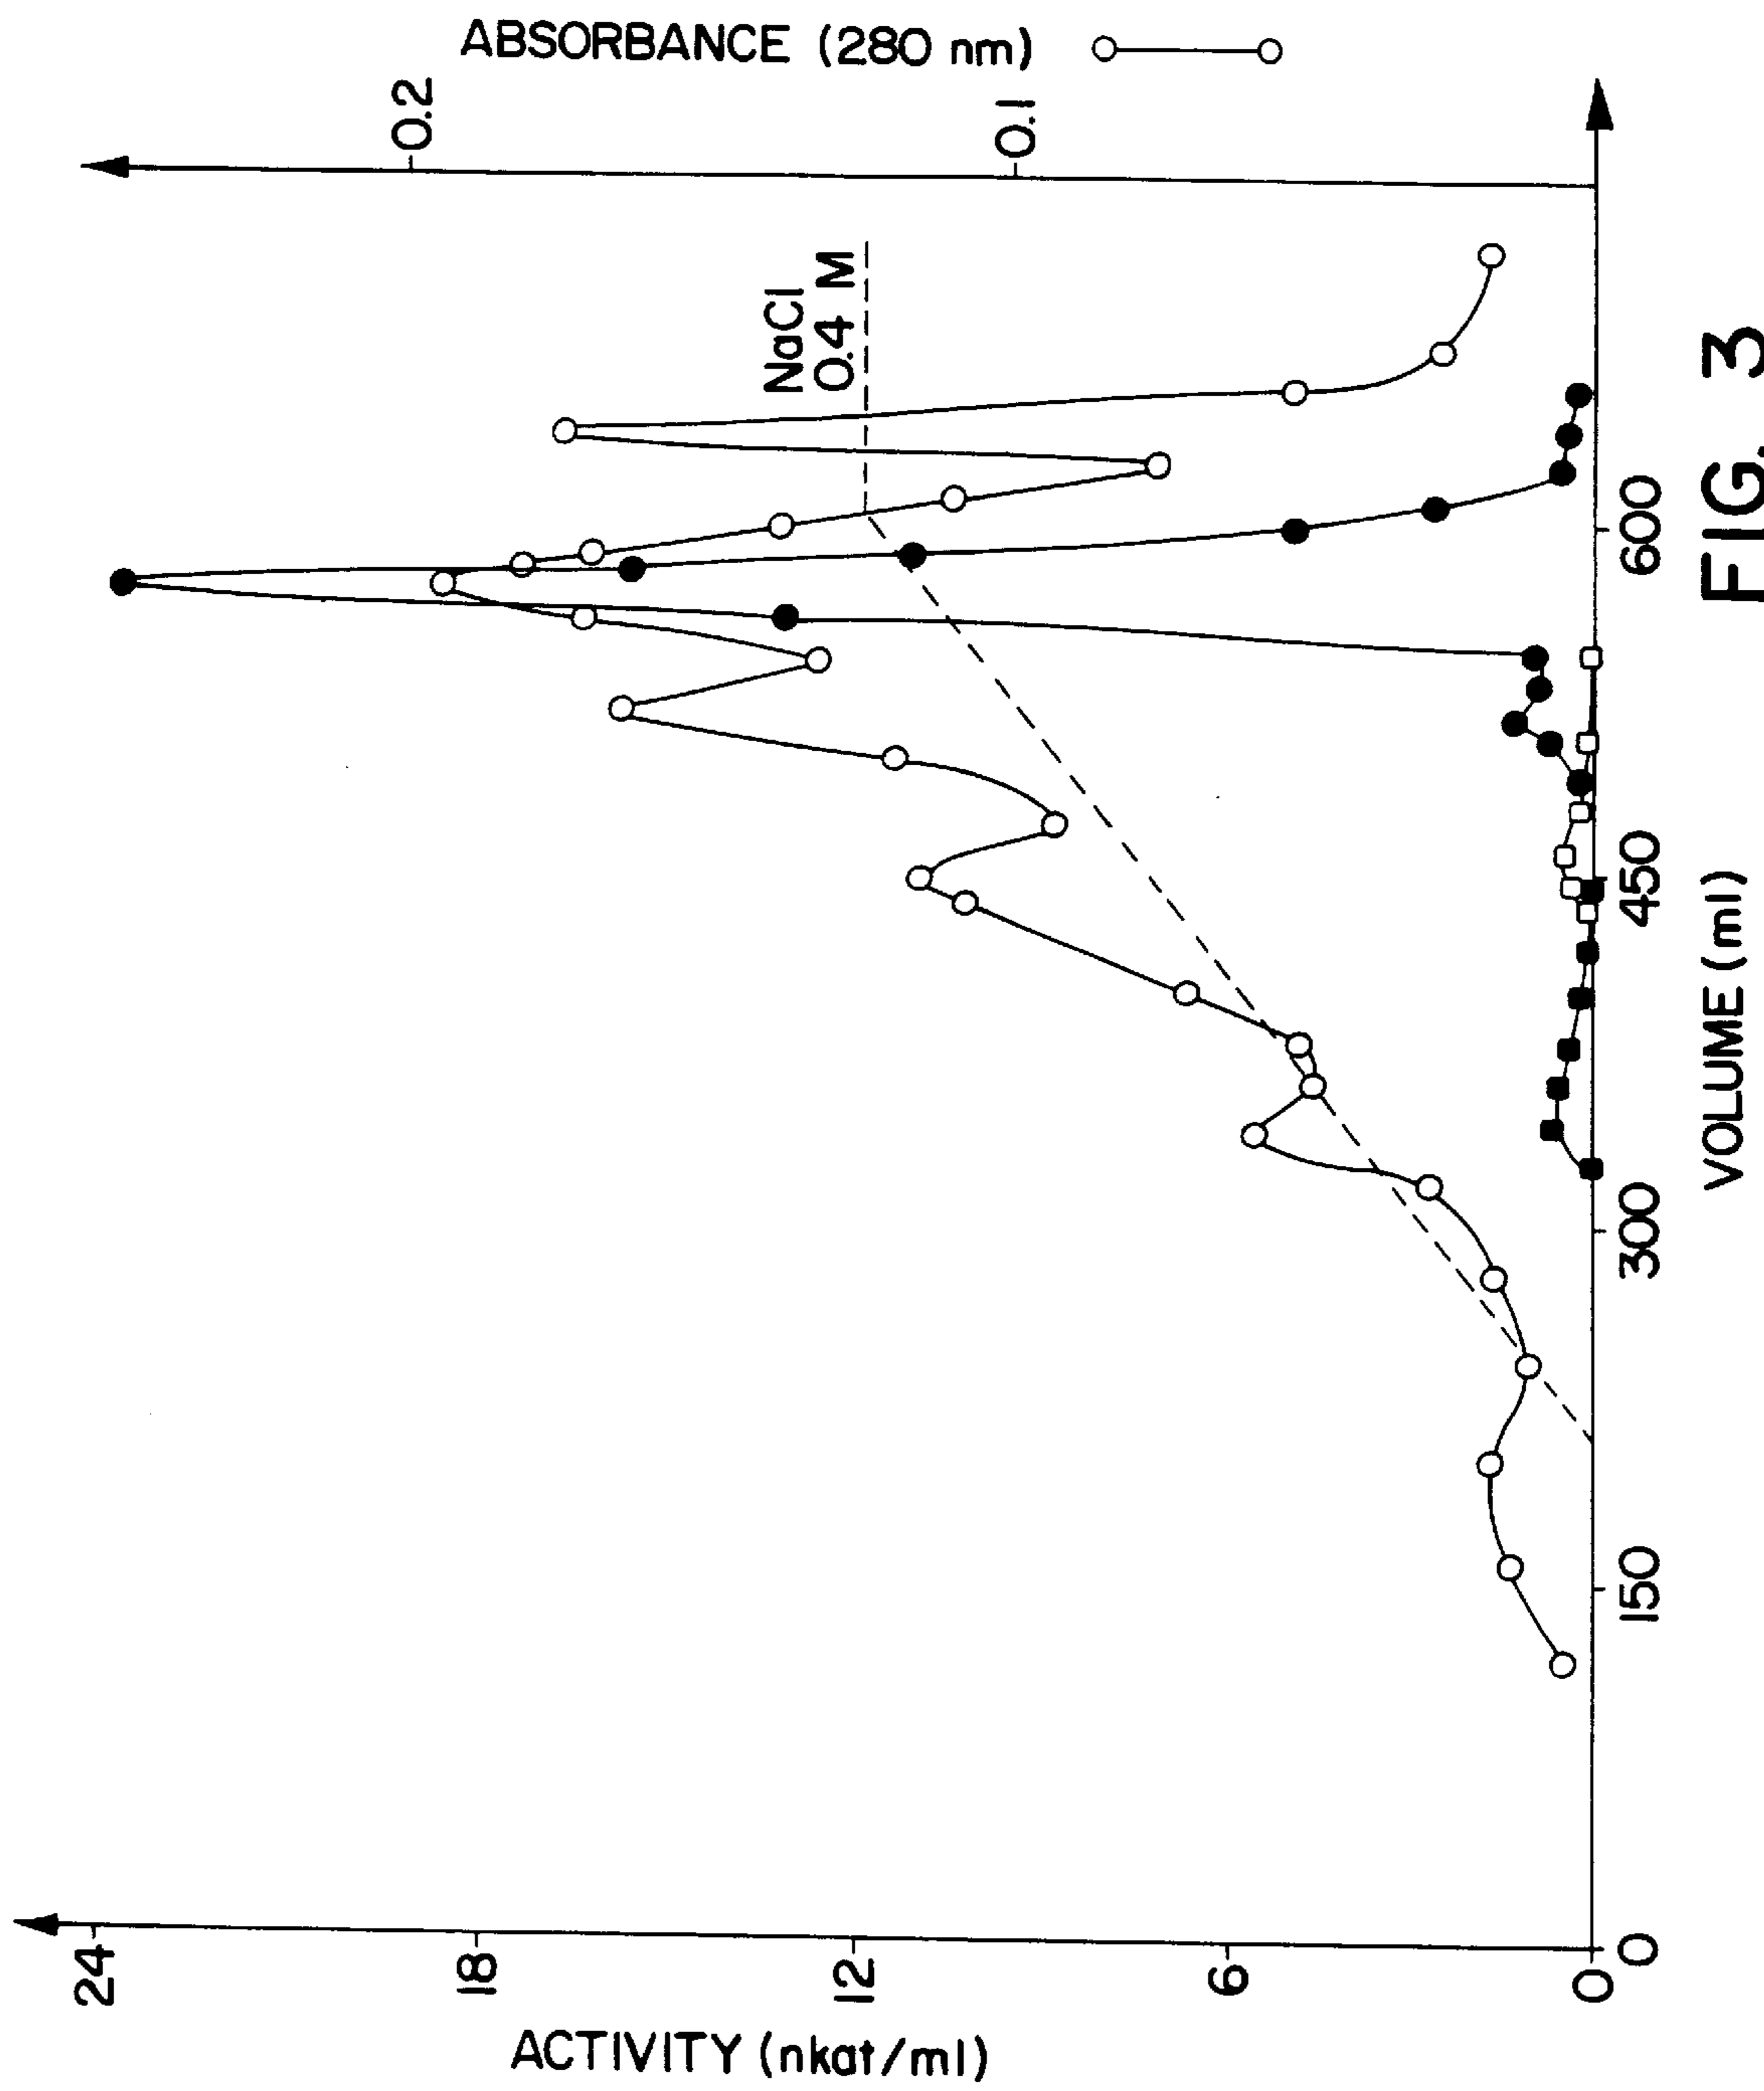 ABSORBANCE (280 nm)
0.2
0.1
NaCl
0.4 M
24
18
12
6
0
ACTIVITY (nkat/ml)
0
150
300
450
600
VOLUME (ml)
FIG. 3